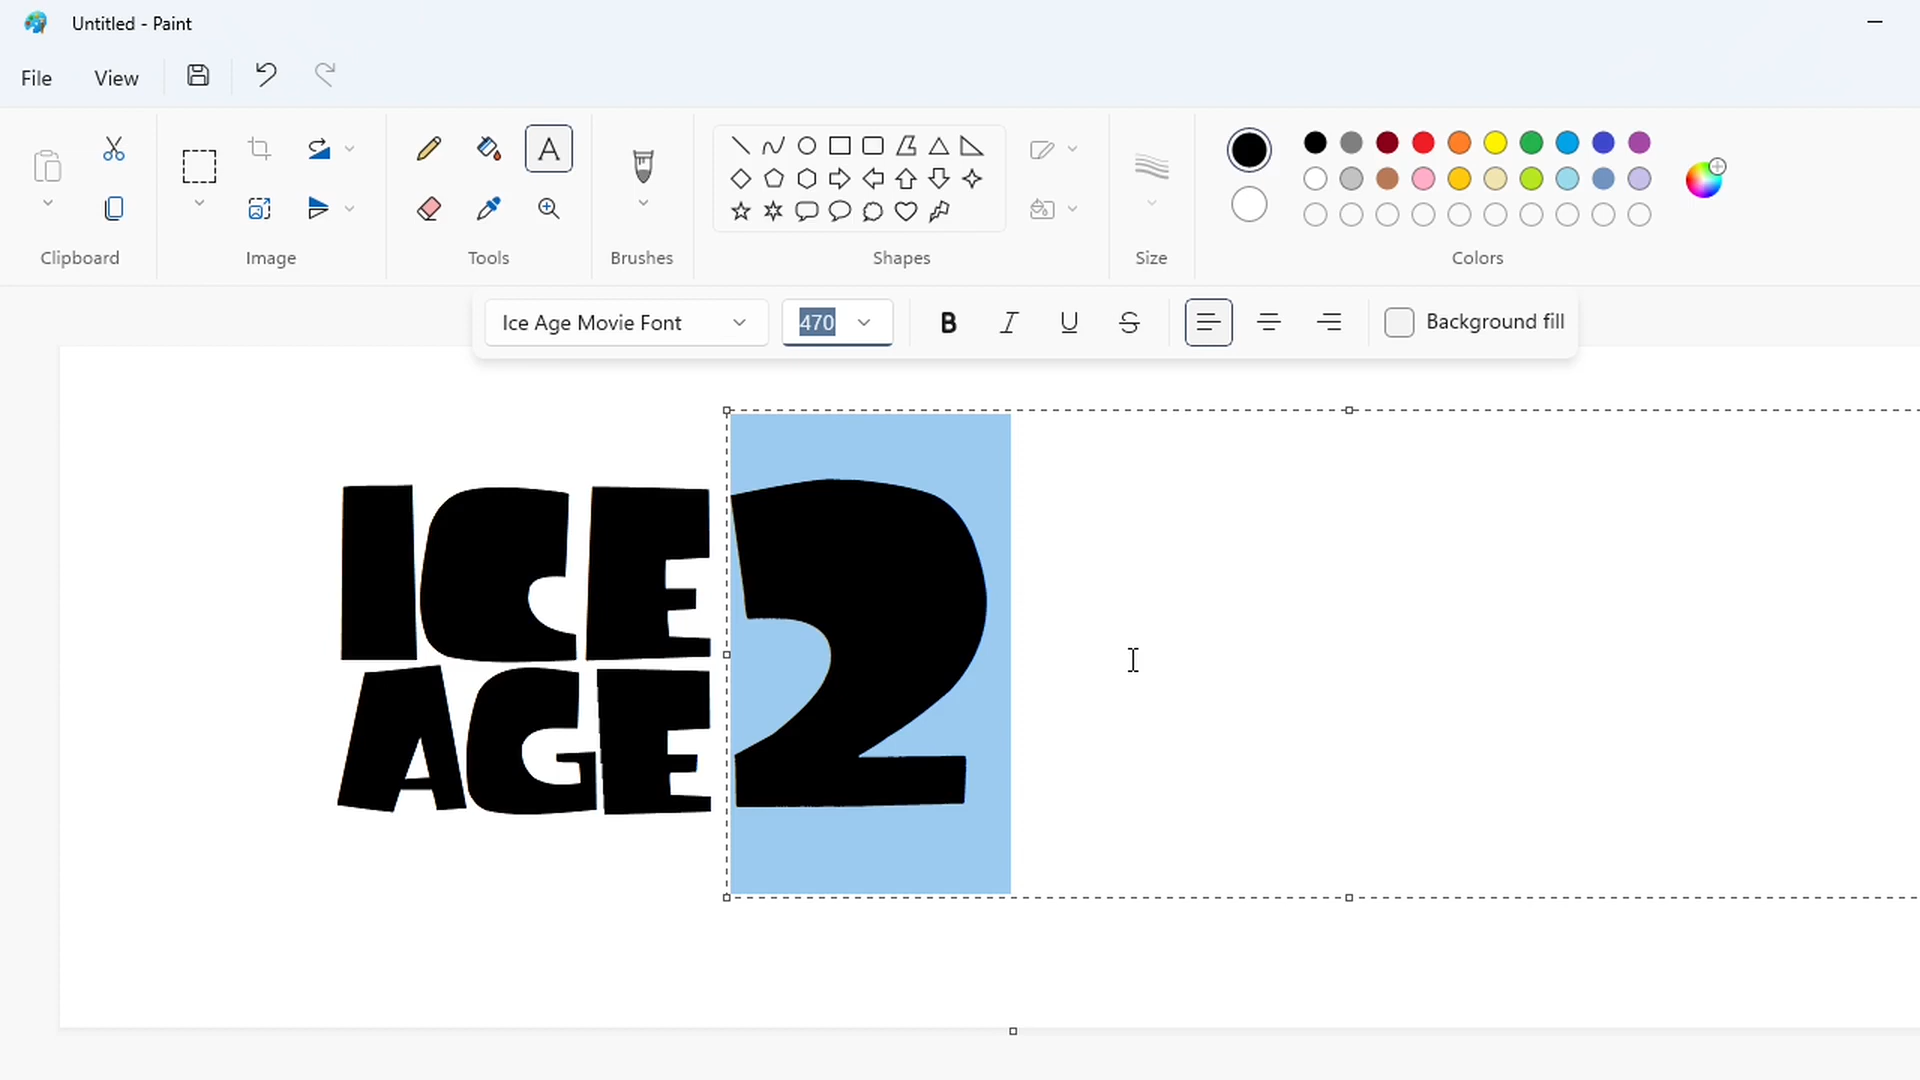 Untitled - Paint
File
View
Clipboard
Image
A
Tools
Brushes
Shapes
Size
Colors
Ice Age Movie Font
470
B
I
U
S
Background fill
ICE
AGE
2